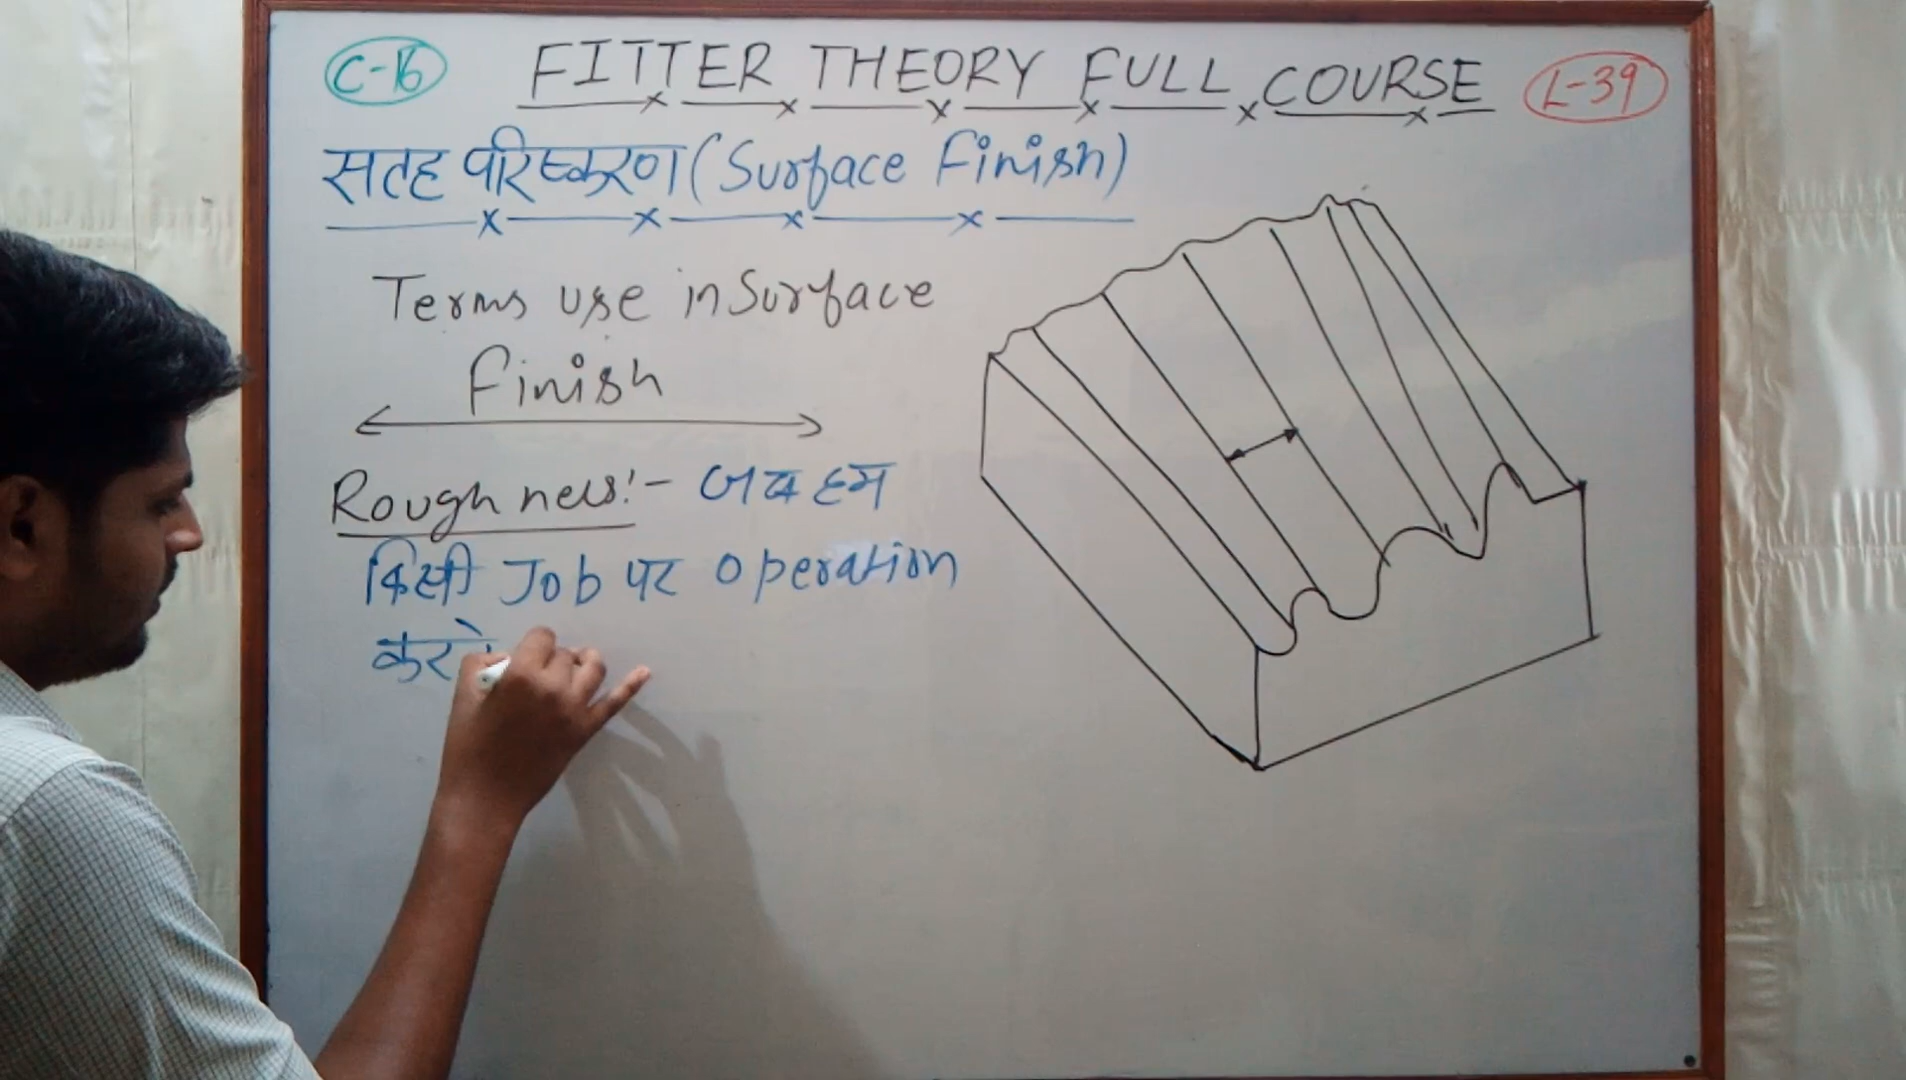 C-16 FITTER THEORY FULL COURSE L-39
सतह परिष्करण (Surface Finish)
Terms use in Surface
Finish
Roughness:- जब हम
किसी Job पर operation
करते